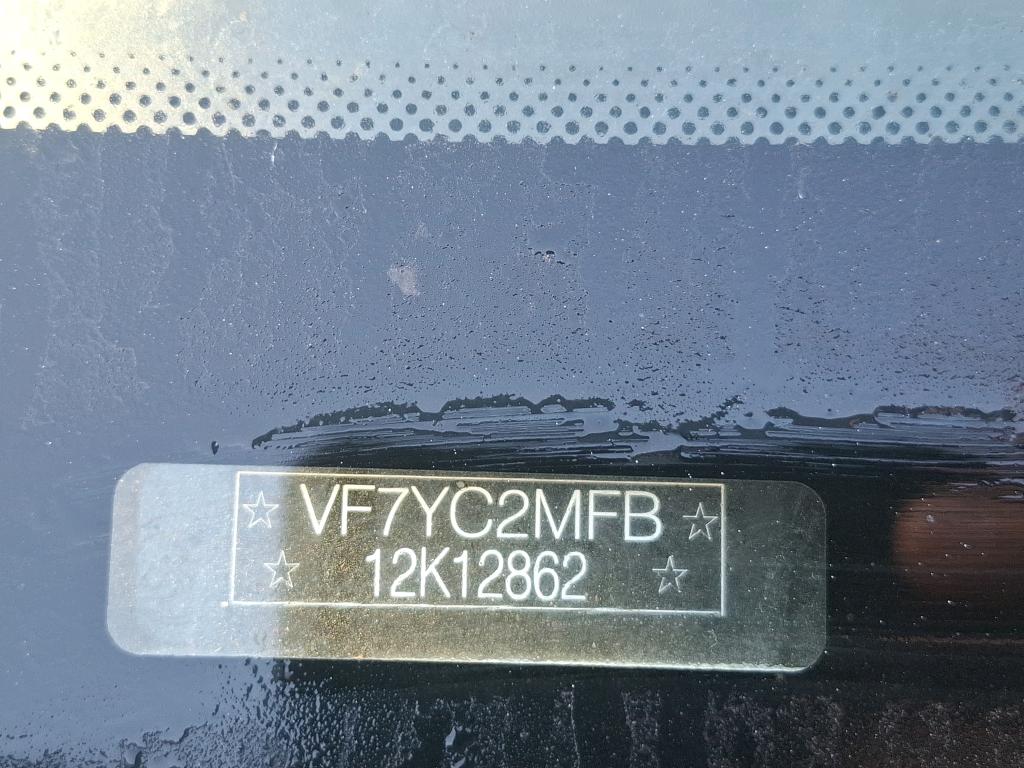 ☆ VF7YC2MFB ☆
☆ 12K12862 ☆